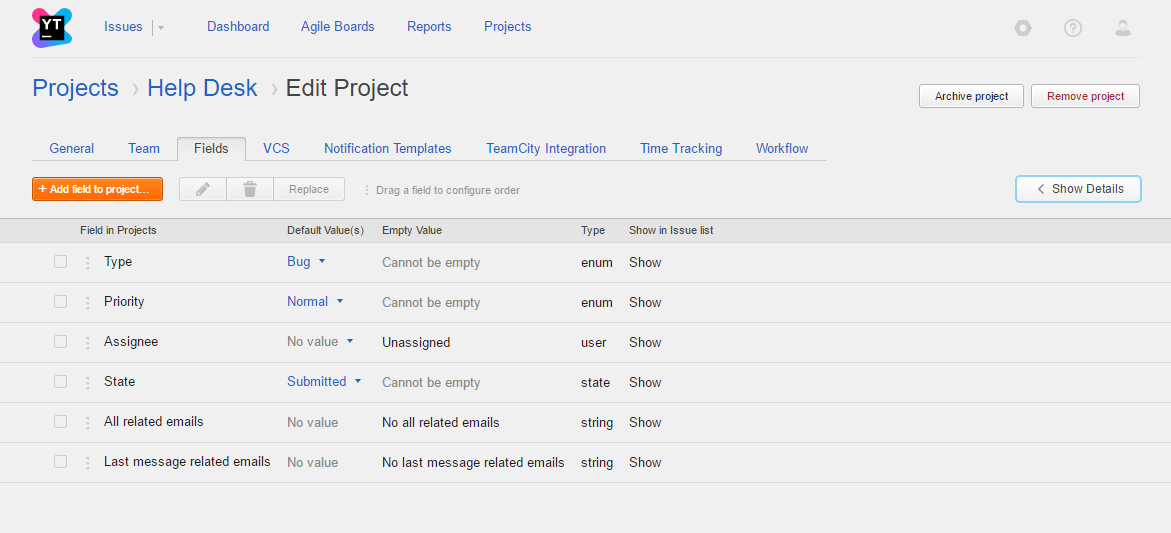 YT
Issues Dashboard Agile Boards Reports Projects
Projects › Help Desk › Edit Project
Archive project Remove project
General Team Fields VCS Notification Templates TeamCity Integration Time Tracking Workflow
+ Add field to project... Replace Drag a field to configure order Show Details
Field in Projects Default Value(s) Empty Value Type Show in Issue list
Type Bug Cannot be empty enum Show
Priority Normal Cannot be empty enum Show
Assignee No value Unassigned user Show
State Submitted Cannot be empty state Show
All related emails No value No all related emails string Show
Last message related emails No value No last message related emails string Show